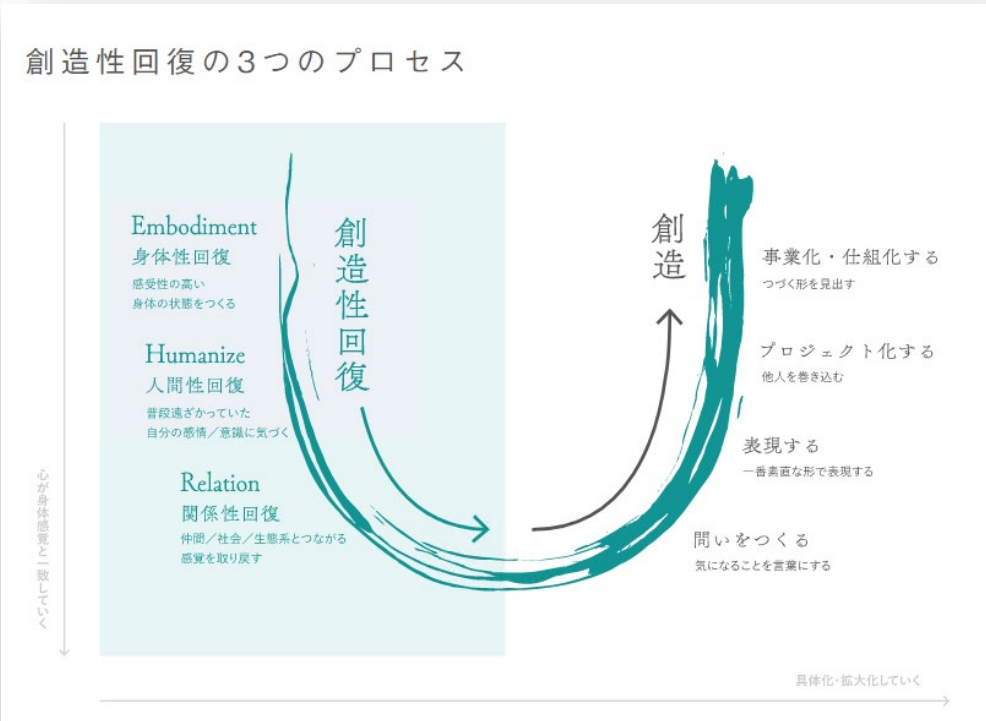 創造性回復の3つのプロセス
Embodiment
身体性回復
感受性の高い
身体の状態をつくる
Humanize
人間性回復
普段遠ざかっていた
自分の感情／意識に気づく
Relation
関係性回復
仲間／社会／生態系とつながる
感覚を取り戻す
創造性回復
創造
事業化・仕組化する
つづく形を見出す
プロジェクト化する
他人を巻き込む
表現する
一番素直な形で表現する
問いをつくる
気になることを言葉にする
心が身体感覚と一致していく
具体化・拡大化していく